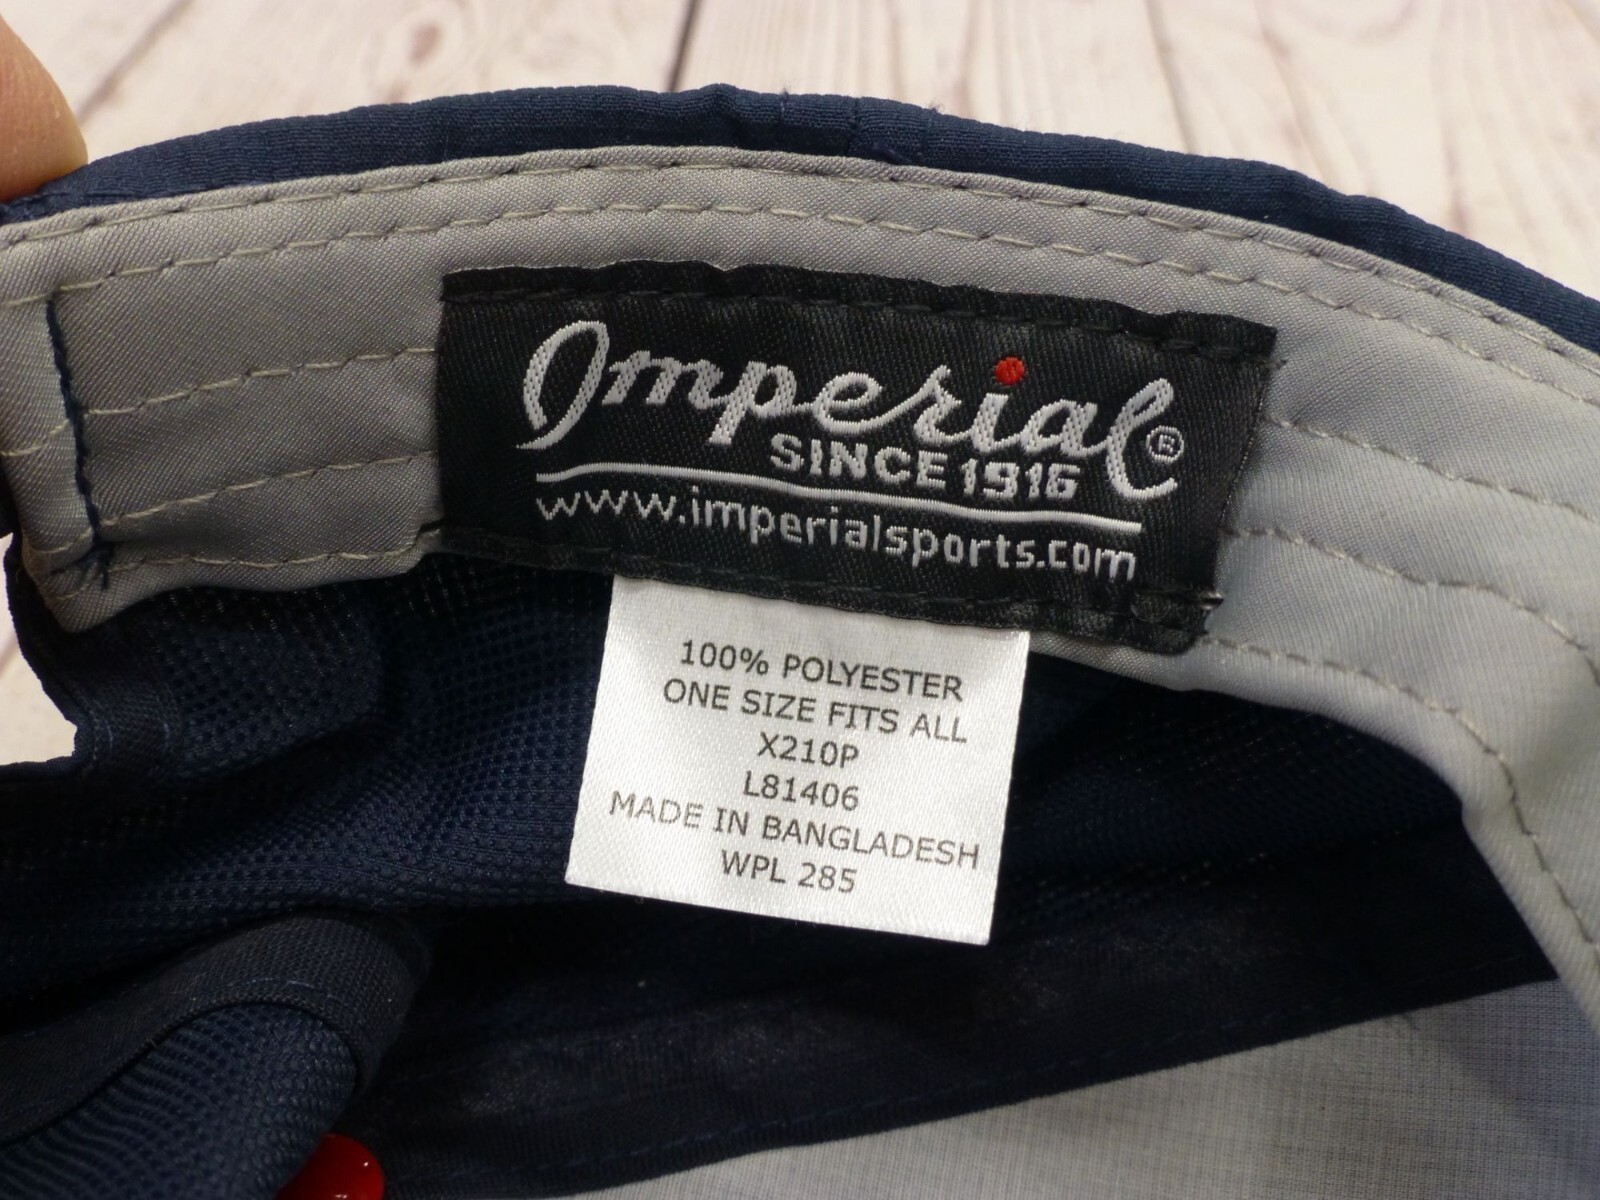 Imperial®
SINCE 1916
www.imperialsports.com
100% POLYESTER
ONE SIZE FITS ALL
X210P
L81406
MADE IN BANGLADESH
WPL 285